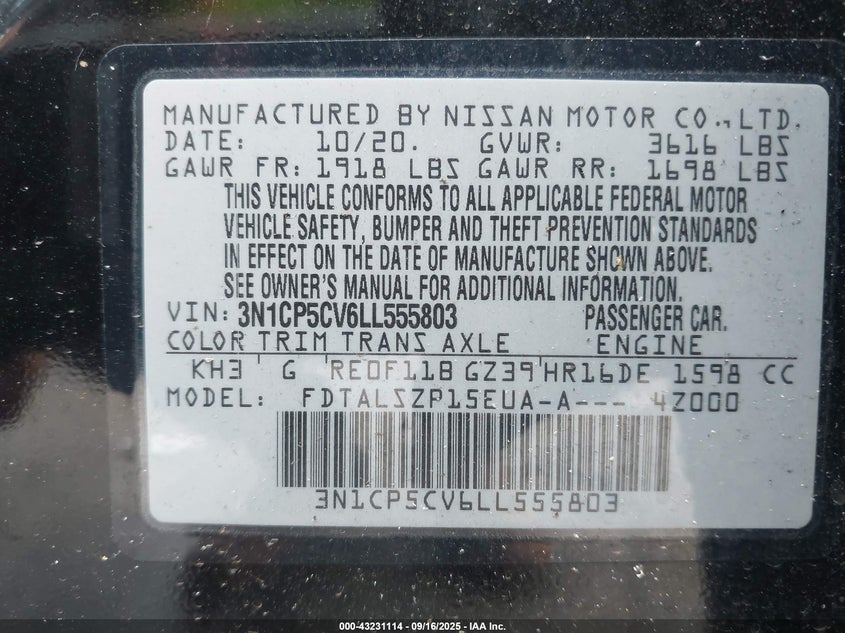 MANUFACTURED BY NISSAN MOTOR CO.,LTD.
DATE: 10/20. GVWR: 3616 LBS
GAWR FR: 1918 LBS GAWR RR: 1698 LBS
THIS VEHICLE CONFORMS TO ALL APPLICABLE FEDERAL MOTOR
VEHICLE SAFETY, BUMPER AND THEFT PREVENTION STANDARDS
IN EFFECT ON THE DATE OF MANUFACTURE SHOWN ABOVE.
SEE OWNER'S MANUAL FOR ADDITIONAL INFORMATION.
VIN: 3N1CP5CV6LL555803 PASSENGER CAR.
COLOR TRIM TRANS AXLE ENGINE
KH3 G RE0F11B GZ39 HR16DE 1598 CC
MODEL: FDTALSZP15EUA-A--- 4Z000
3N1CP5CV6LL555803
000-43231114 - 09/16/2025 - IAA Inc.